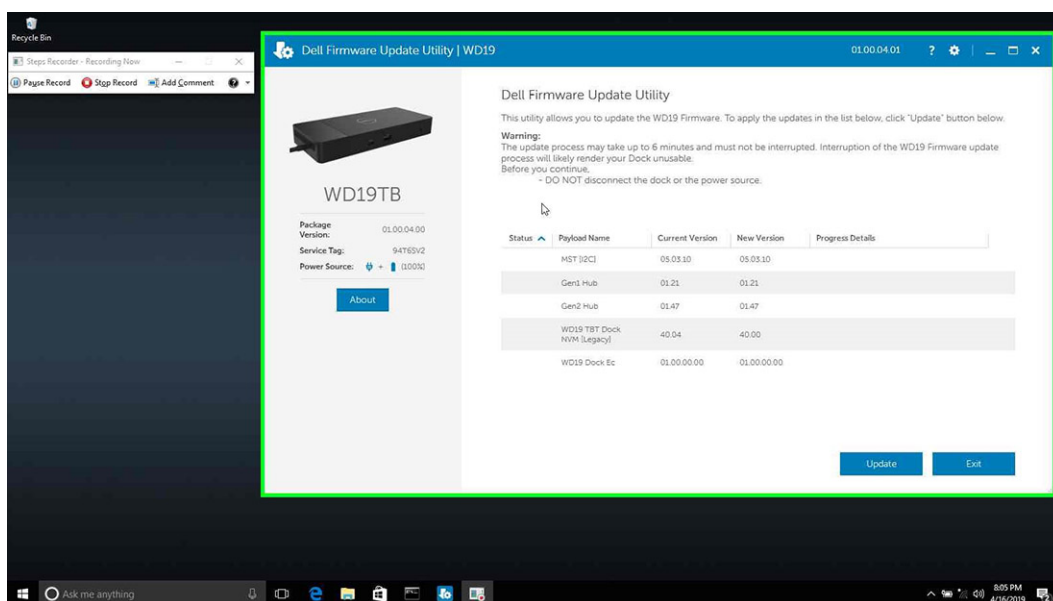 Recycle Bin
Steps Recorder - Recording Now
Pause Record Stop Record Add Comment
Dell Firmware Update Utility | WD19
01.00.04.01
WD19TB
Package Version: 01.00.04.00
Service Tag: 94T6SV2
Power Source: + (100%)
About
Dell Firmware Update Utility
This utility allows you to update the WD19 Firmware. To apply the updates in the list below, click "Update" button below.
Warning:
The update process may take up to 6 minutes and must not be interrupted. Interruption of the WD19 Firmware update
process will likely render your Dock unusable.
Before you continue,
- DO NOT disconnect the dock or the power source.
Status Payload Name Current Version New Version Progress Details
MST [I2C] 05.03.10 05.03.10
Gen1 Hub 01.21 01.21
Gen2 Hub 01.47 01.47
WD19 TBT Dock
NVM [Legacy] 40.04 40.00
WD19 Dock Ec 01.00.00.00 01.00.00.00
Update Exit
Ask me anything
8:05 PM
4/16/2019